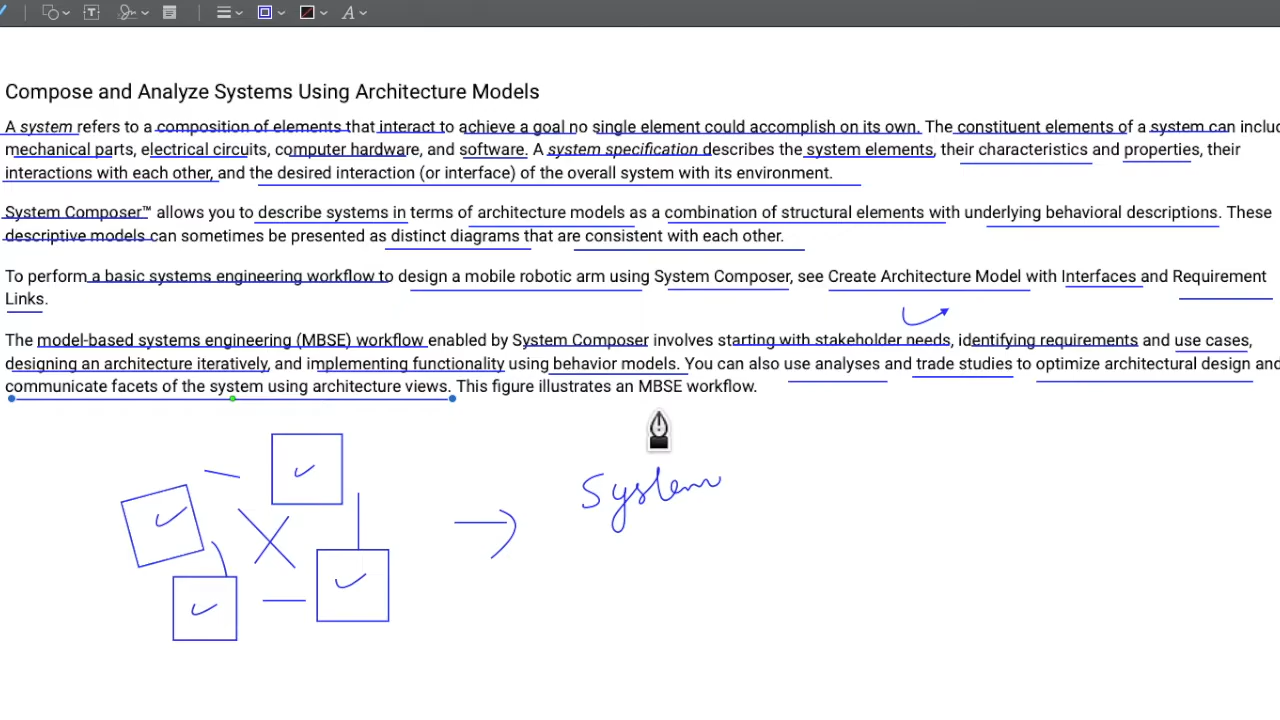 Compose and Analyze Systems Using Architecture Models
A system refers to a composition of elements that interact to achieve a goal no single element could accomplish on its own. The constituent elements of a system can inclu
mechanical parts, electrical circuits, computer hardware, and software. A system specification describes the system elements, their characteristics and properties, their
interactions with each other, and the desired interaction (or interface) of the overall system with its environment.
System Composer™ allows you to describe systems in terms of architecture models as a combination of structural elements with underlying behavioral descriptions. These
descriptive models can sometimes be presented as distinct diagrams that are consistent with each other.
To perform a basic systems engineering workflow to design a mobile robotic arm using System Composer, see Create Architecture Model with Interfaces and Requirement
Links.
The model-based systems engineering (MBSE) workflow enabled by System Composer involves starting with stakeholder needs, identifying requirements and use cases,
designing an architecture iteratively, and implementing functionality using behavior models. You can also use analyses and trade studies to optimize architectural design and
communicate facets of the system using architecture views. This figure illustrates an MBSE workflow.
System